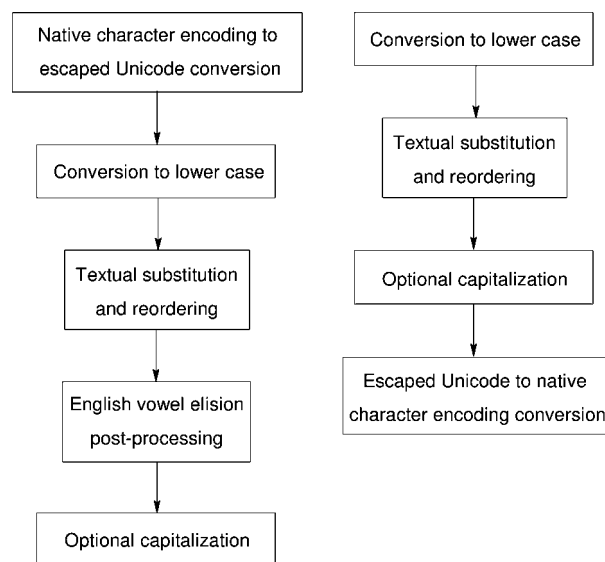 Native character encoding to
escaped Unicode conversion
Conversion to lower case
Textual substitution
and reordering
English vowel elision
post-processing
Optional capitalization
Conversion to lower case
Textual substitution
and reordering
Optional capitalization
Escaped Unicode to native
character encoding conversion